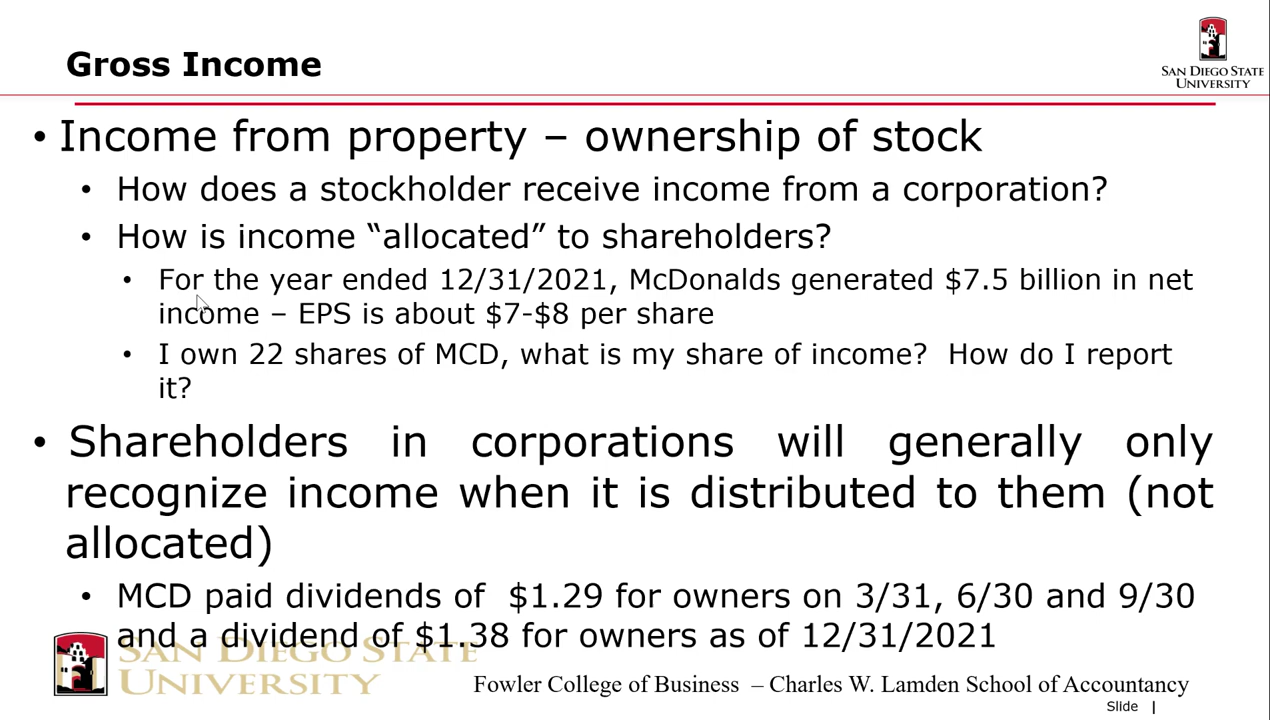 Gross Income
SAN DIEGO STATE
UNIVERSITY
• Income from property – ownership of stock
• How does a stockholder receive income from a corporation?
• How is income “allocated” to shareholders?
• For the year ended 12/31/2021, McDonalds generated $7.5 billion in net
income – EPS is about $7-$8 per share
• I own 22 shares of MCD, what is my share of income?  How do I report
it?
• Shareholders in corporations will generally only
recognize income when it is distributed to them (not
allocated)
• MCD paid dividends of  $1.29 for owners on 3/31, 6/30 and 9/30
and a dividend of $1.38 for owners as of 12/31/2021
SAN DIEGO STATE
UNIVERSITY
Fowler College of Business  – Charles W. Lamden School of Accountancy
Slide |